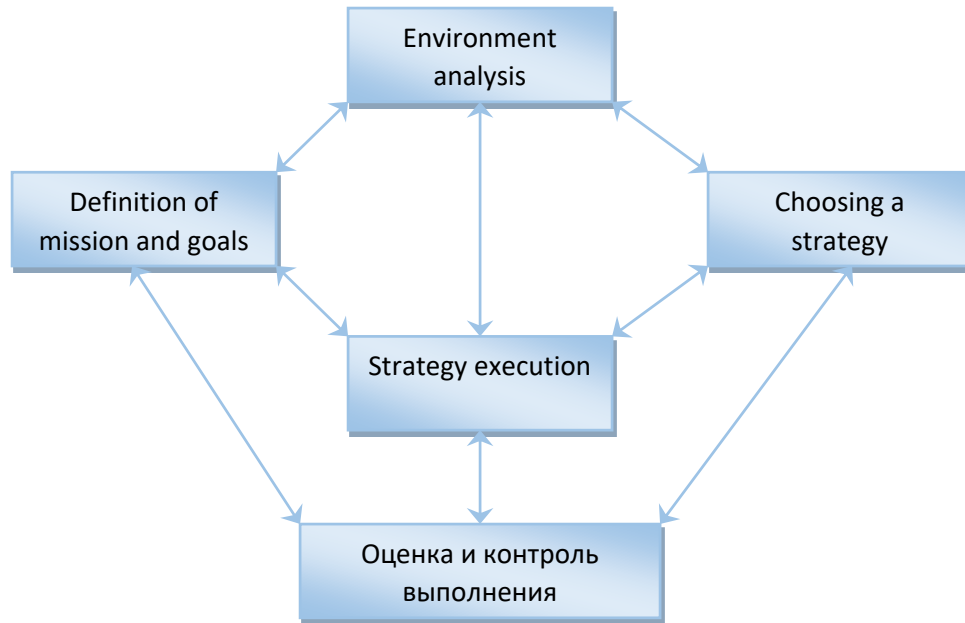 Environment
analysis
Definition of
mission and goals
Choosing a
strategy
Strategy execution
Оценка и контроль
выполнения